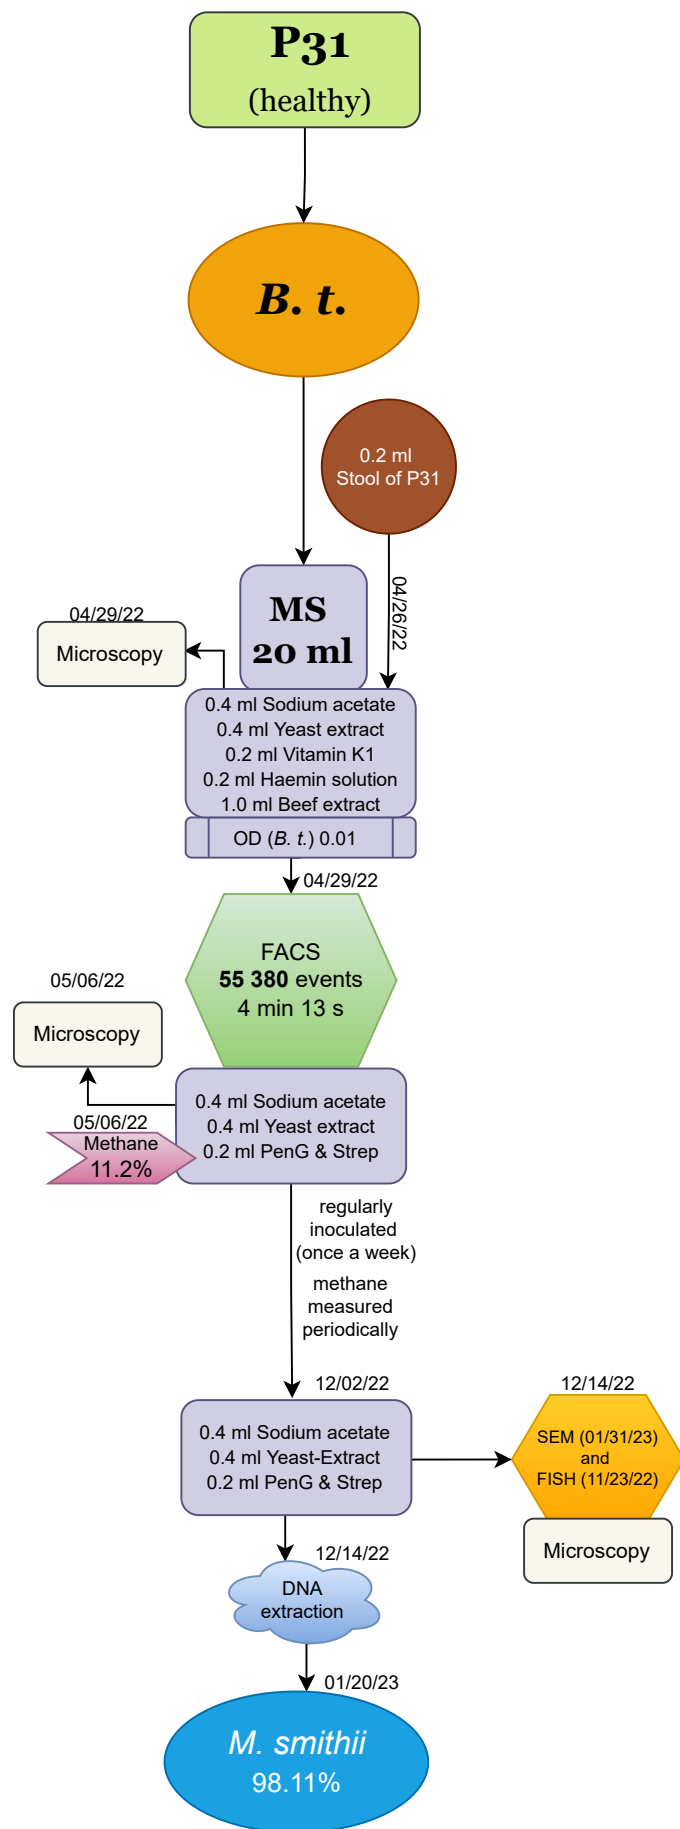 P31
(healthy)
B. t.
0.2 ml
Stool of P31
04/26/22
MS
20 ml
04/29/22
Microscopy
0.4 ml Sodium acetate
0.4 ml Yeast extract
0.2 ml Vitamin K1
0.2 ml Haemin solution
1.0 ml Beef extract
OD (B. t.) 0.01
04/29/22
FACS
55 380 events
4 min 13 s
05/06/22
Microscopy
0.4 ml Sodium acetate
0.4 ml Yeast extract
0.2 ml PenG & Strep
05/06/22
Methane
11.2%
regularly
inoculated
(once a week)
methane
measured
periodically
12/02/22
0.4 ml Sodium acetate
0.4 ml Yeast-Extract
0.2 ml PenG & Strep
12/14/22
SEM (01/31/23)
and
FISH (11/23/22)
Microscopy
12/14/22
DNA
extraction
01/20/23
M. smithii
98.11%